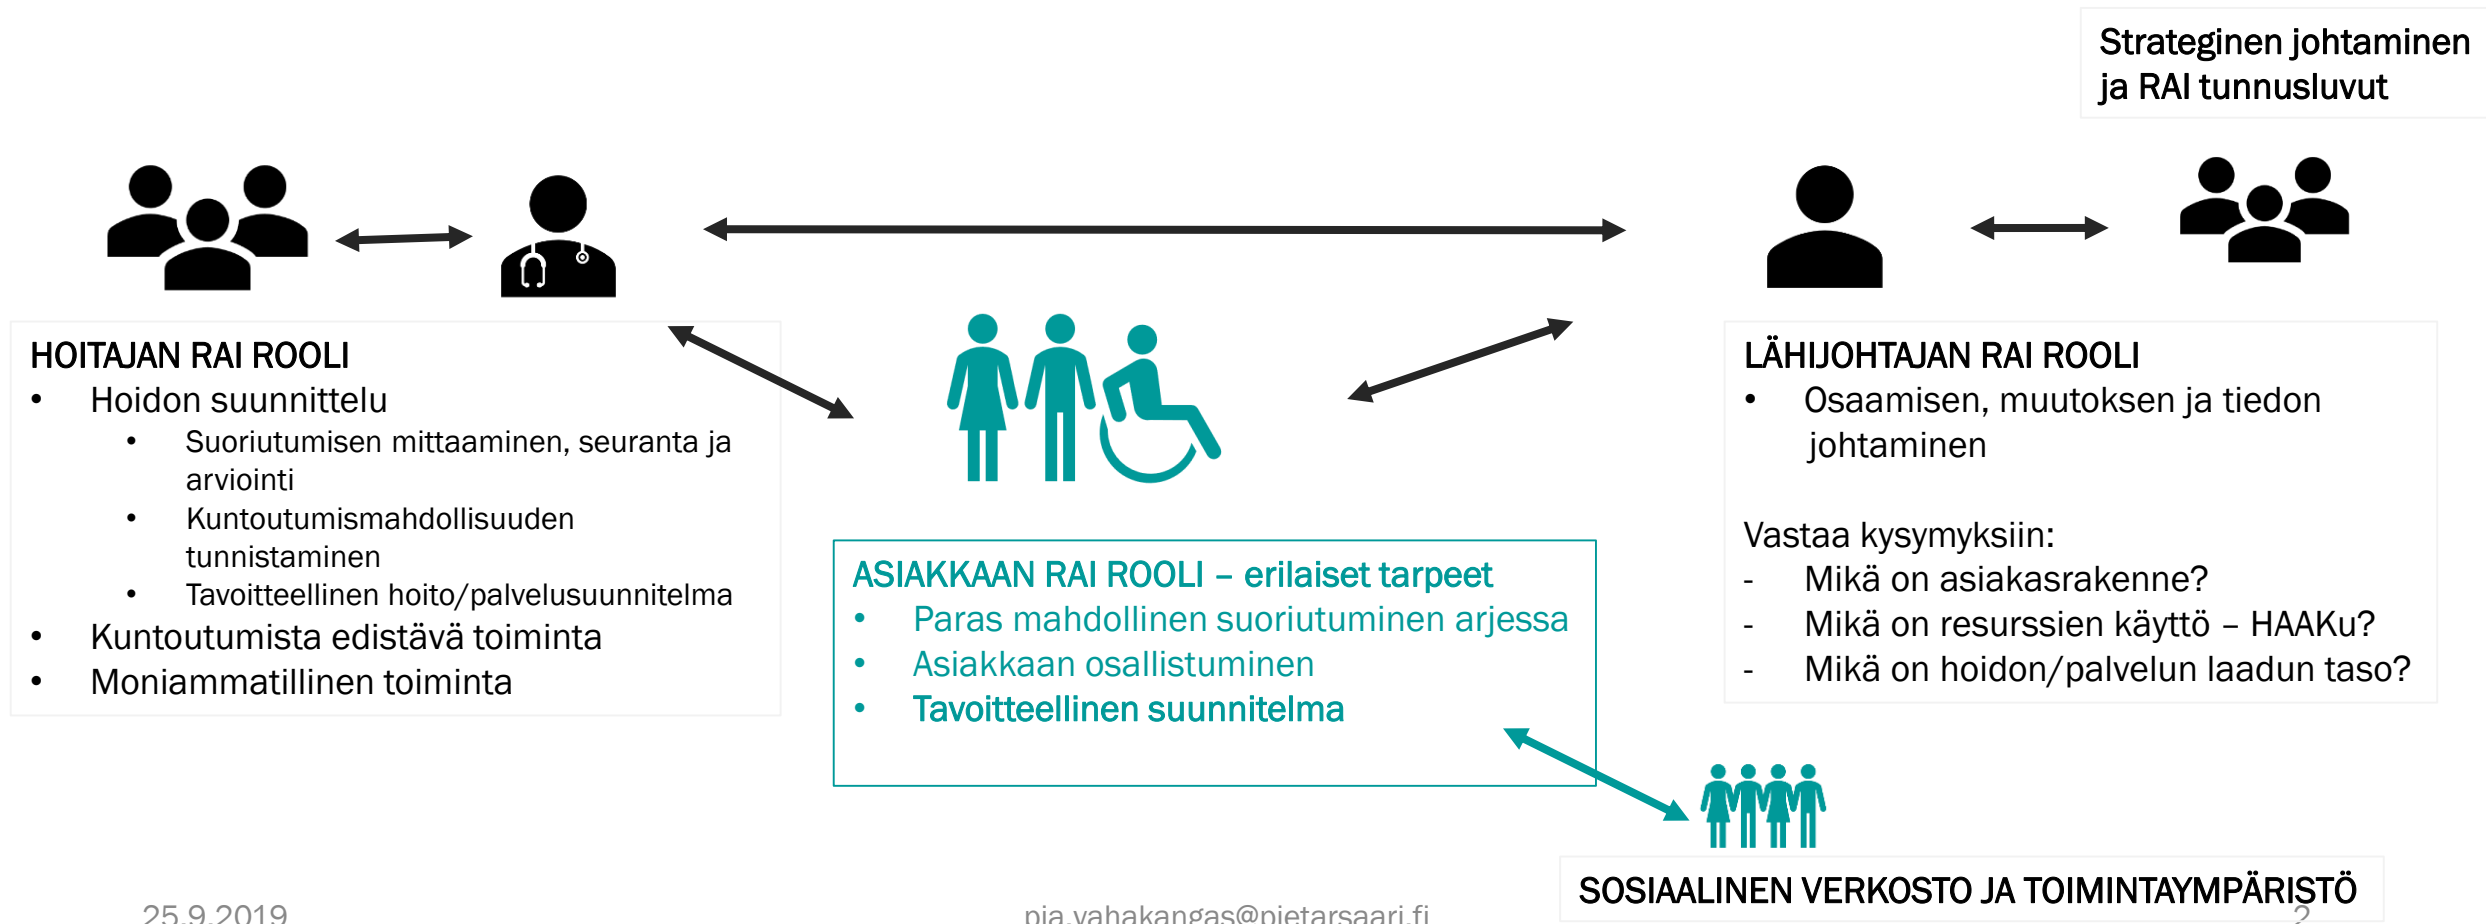 Strateginen johtaminen
ja RAI tunnusluvut
HOITAJAN RAI ROOLI
• Hoidon suunnittelu
• Suoriutumisen mittaaminen, seuranta ja
arviointi
• Kuntoutumismahdollisuuden
tunnistaminen
• Tavoitteellinen hoito/palvelusuunnitelma
• Kuntoutumista edistävä toiminta
• Moniammatillinen toiminta
ASIAKKAAN RAI ROOLI – erilaiset tarpeet
• Paras mahdollinen suoriutuminen arjessa
• Asiakkaan osallistuminen
• Tavoitteellinen suunnitelma
LÄHIJOHTAJAN RAI ROOLI
• Osaamisen, muutoksen ja tiedon
johtaminen
Vastaa kysymyksiin:
- Mikä on asiakasrakenne?
- Mikä on resurssien käyttö – HAAKu?
- Mikä on hoidon/palvelun laadun taso?
SOSIAALINEN VERKOSTO JA TOIMINTAYMPÄRISTÖ
25.9.2019
pia.vahakangas@pietarsaari.fi
2